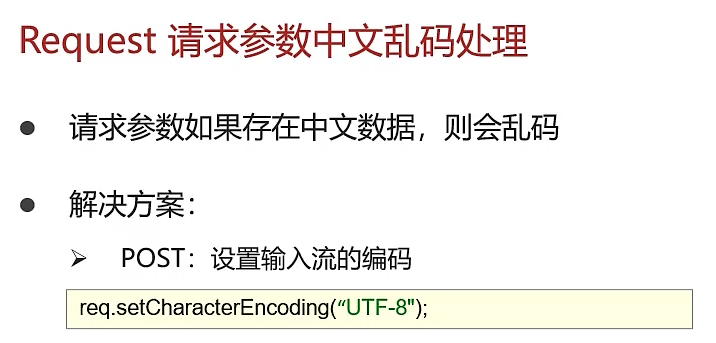 Request 请求参数中文乱码处理
● 请求参数如果存在中文数据，则会乱码
● 解决方案：
➢ POST：设置输入流的编码
req.setCharacterEncoding(“UTF-8");